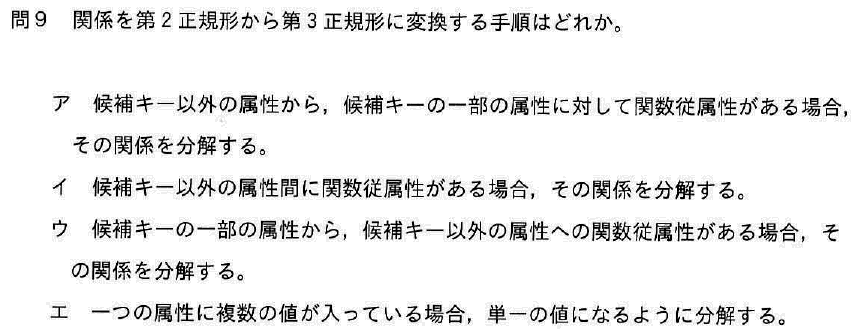 問9 関係を第2正規形から第3正規形に変換する手順はどれか。
ア 候補キー以外の属性から，候補キーの一部の属性に対して関数従属性がある場合，
その関係を分解する。
イ 候補キー以外の属性間に関数従属性がある場合，その関係を分解する。
ウ 候補キーの一部の属性から，候補キー以外の属性への関数従属性がある場合，そ
の関係を分解する。
エ 一つの属性に複数の値が入っている場合，単一の値になるように分解する。